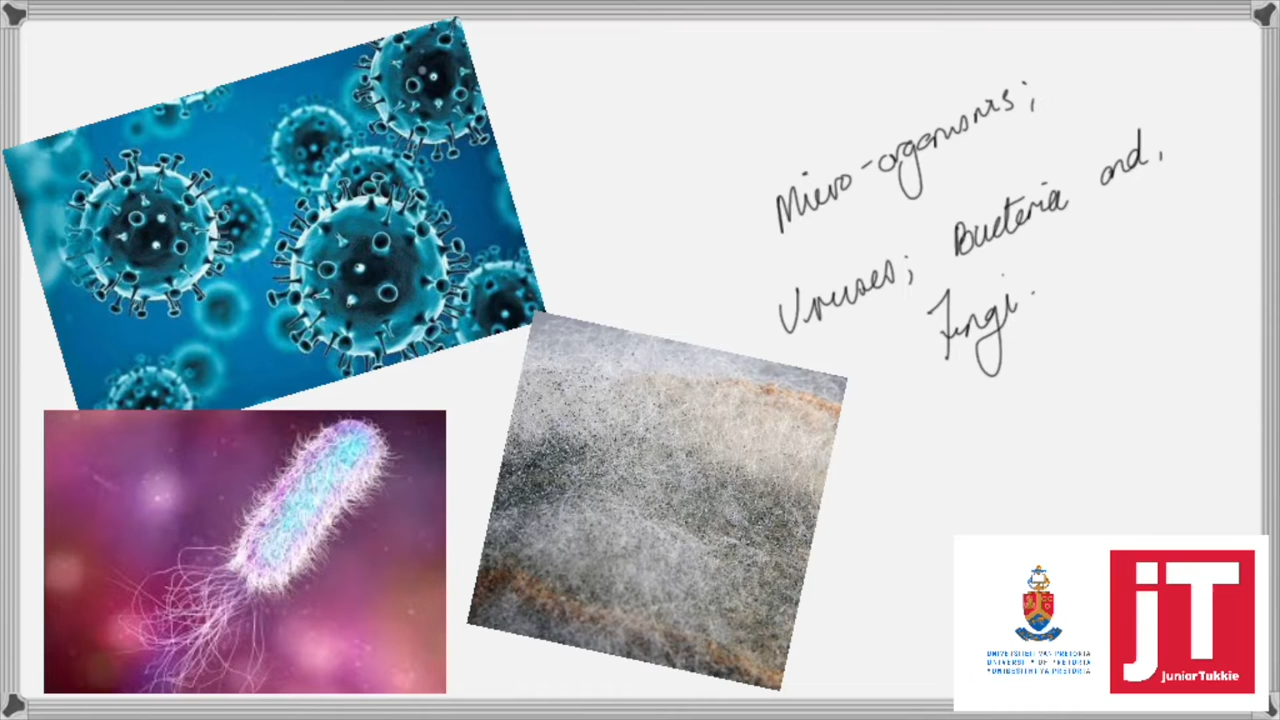 Micro-organisms;
Viruses; Bacteria and,
Fungi.
UNIVERSITEIT VAN PRETORIA
UNIVERSITY OF PRETORIA
YUNIBESITHI YA PRETORIA
jT
JuniorTukkie